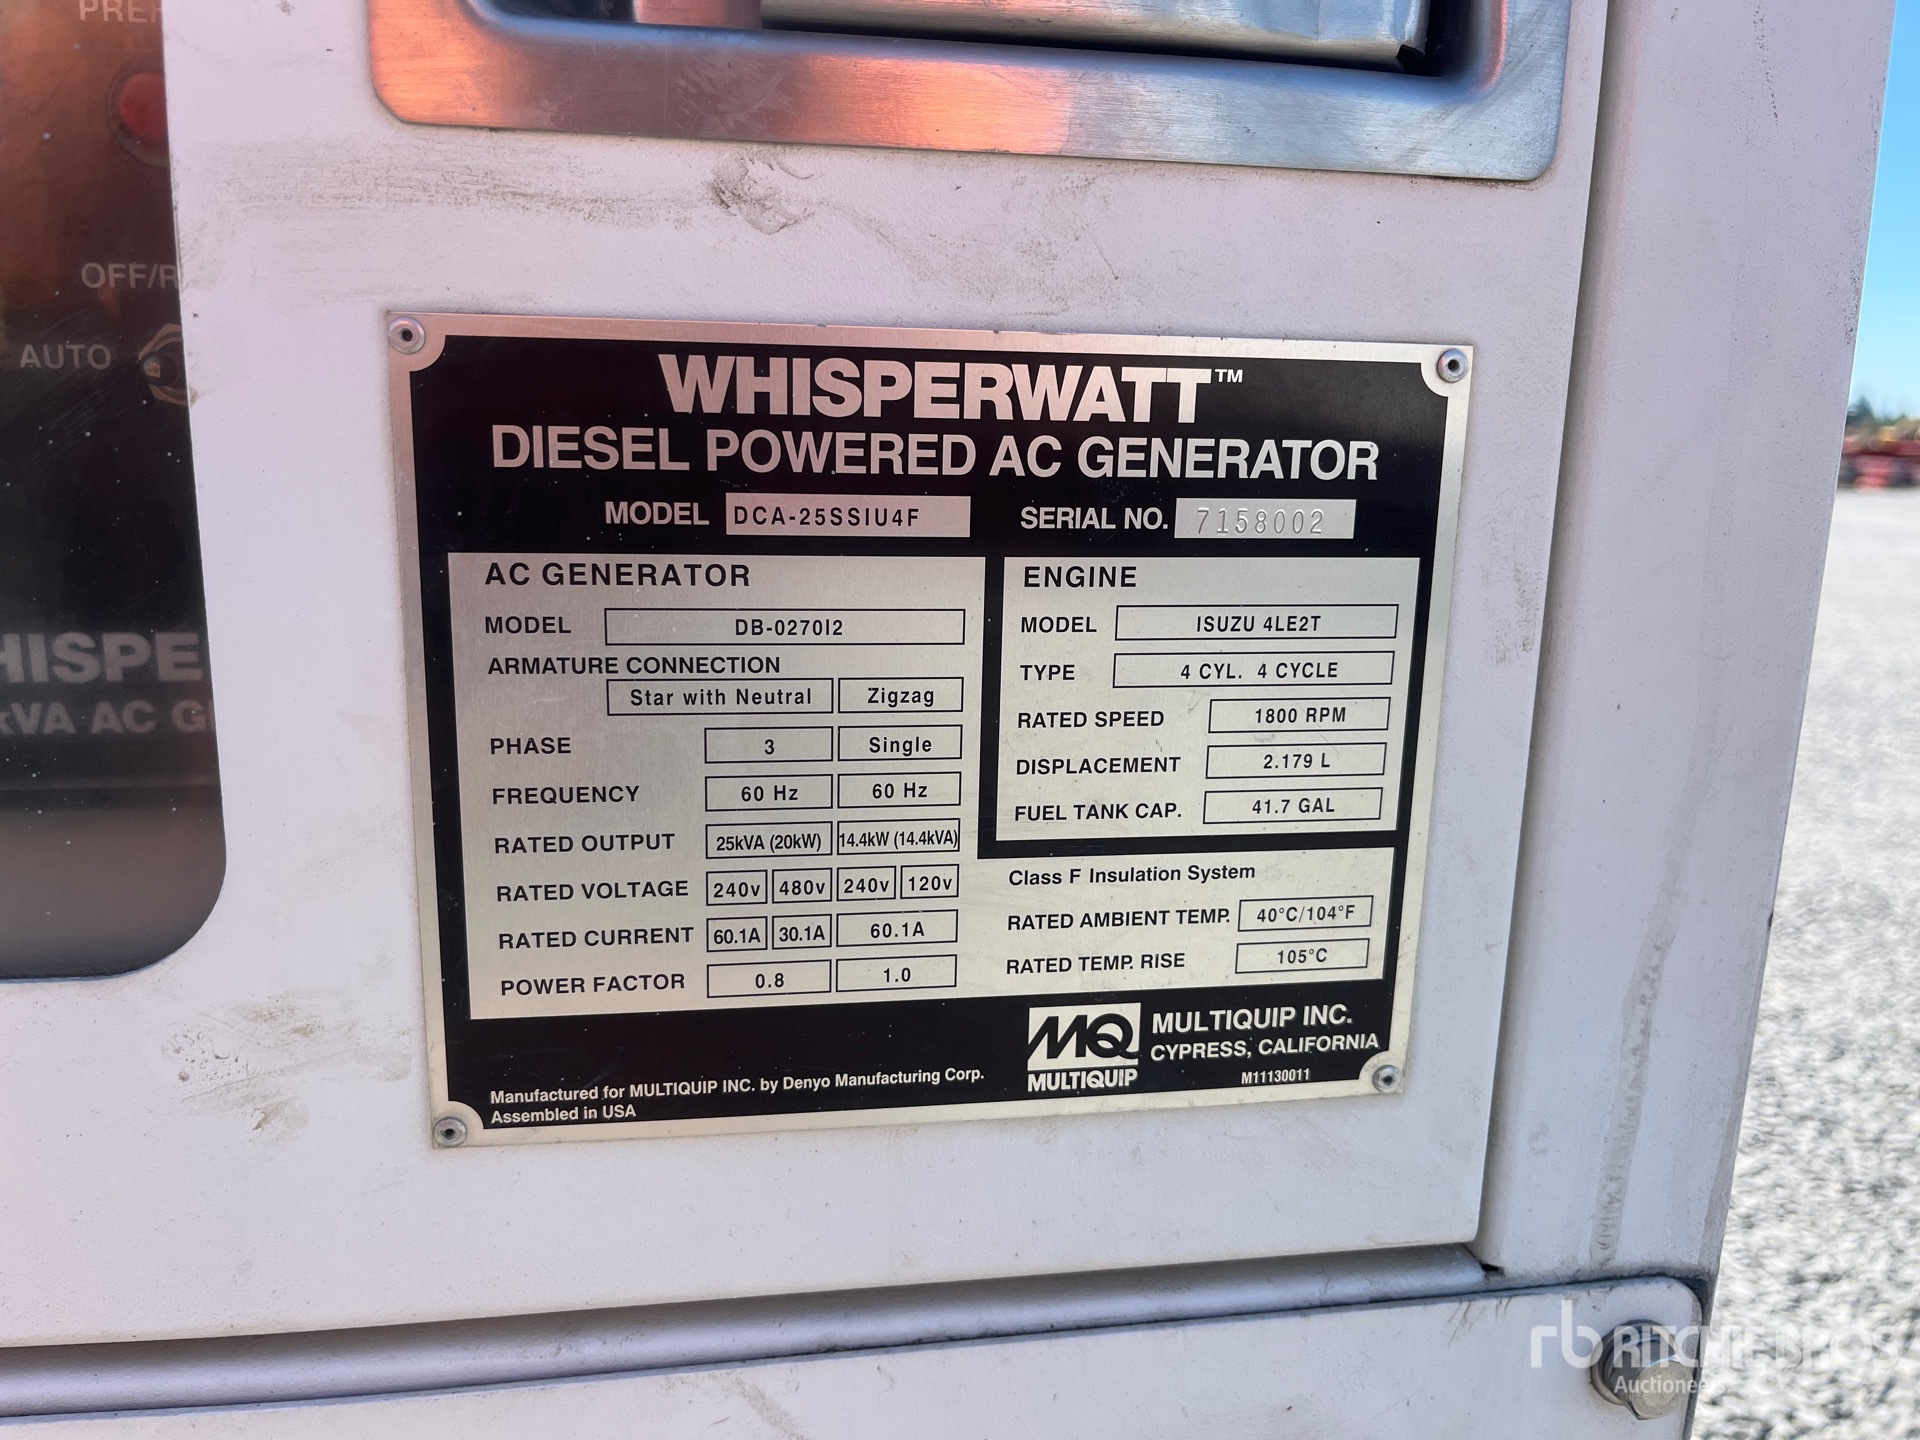 OFF/R
AUTO
HISPE
kVA AC G
WHISPERWATT™
DIESEL POWERED AC GENERATOR
MODEL DCA-25SSIU4F
SERIAL NO. 7158002
AC GENERATOR
MODEL DB-0270I2
ARMATURE CONNECTION
Star with Neutral Zigzag
PHASE 3 Single
FREQUENCY 60 Hz 60 Hz
RATED OUTPUT 25kVA (20kW) 14.4kW (14.4kVA)
RATED VOLTAGE 240v 480v 240v 120v
RATED CURRENT 60.1A 30.1A 60.1A
POWER FACTOR 0.8 1.0
ENGINE
MODEL ISUZU 4LE2T
TYPE 4 CYL. 4 CYCLE
RATED SPEED 1800 RPM
DISPLACEMENT 2.179 L
FUEL TANK CAP. 41.7 GAL
Class F Insulation System
RATED AMBIENT TEMP. 40°C/104°F
RATED TEMP. RISE 105°C
Manufactured for MULTIQUIP INC. by Denyo Manufacturing Corp.
Assembled in USA
MQ
MULTIQUIP
MULTIQUIP INC.
CYPRESS, CALIFORNIA
M11130011
rb RITCHIE BROS
Auctioneers